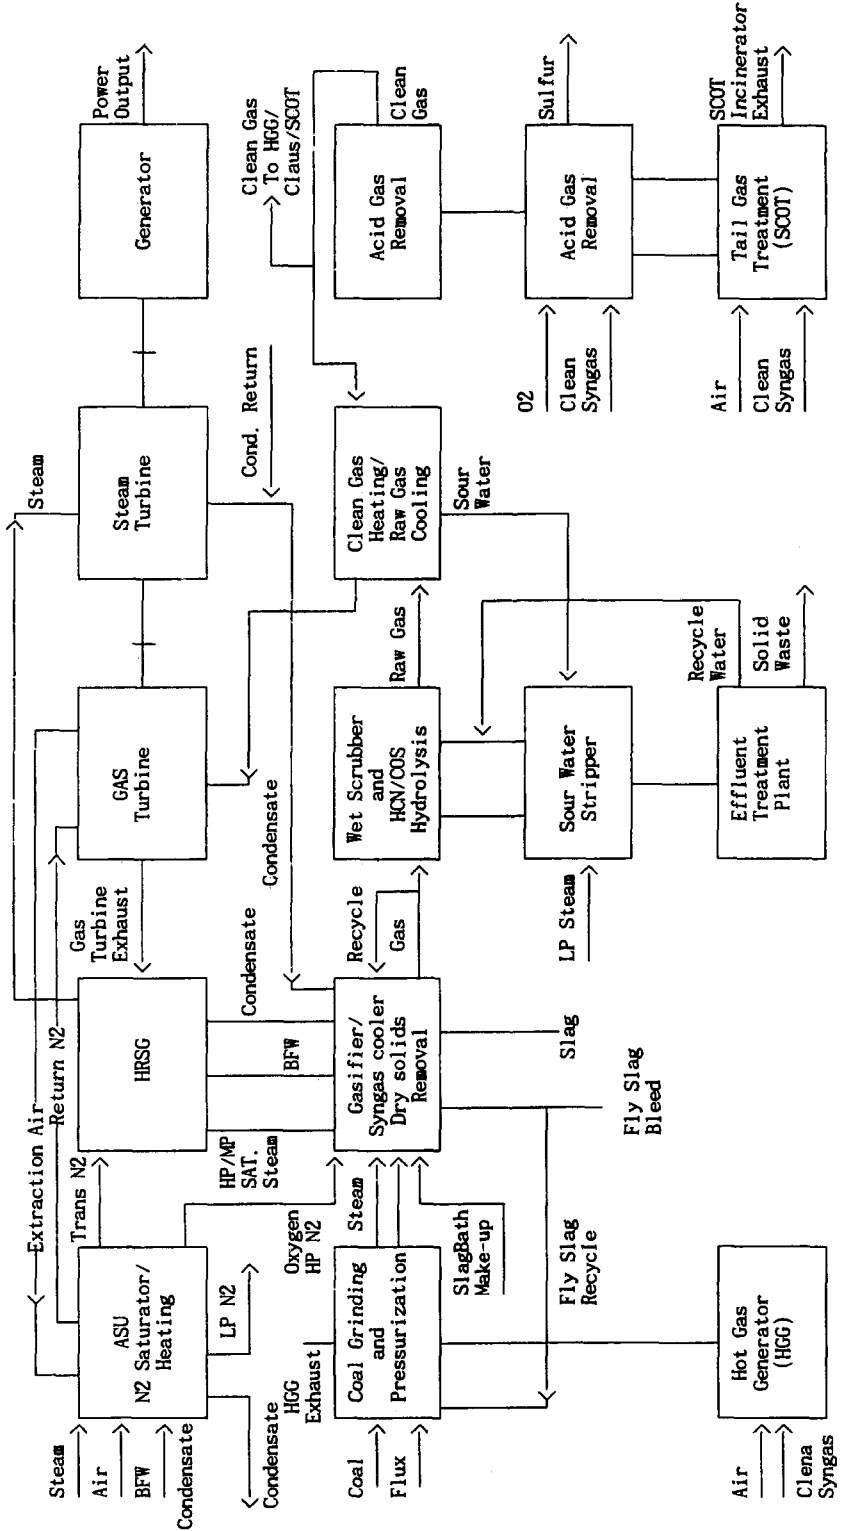 Steam
Air
BFW
Condensate
ASU
N2 Saturator/
Heating
Extraction Air
Return N2
Trans N2
LP N2
Condensate
HRSG
Gas
Turbine
Exhaust
GAS
Turbine
Steam
Turbine
Steam
Generator
Power
Output
HP/MP
SAT.
Steam
BFW
Condensate
Condensate
Cond. Return
Clean Gas
To HGG/
Claus/SCOT
Oxygen
HP N2
HGG
Exhaust
Coal
Flux
Coal Grinding
and
Pressurization
Steam
SlagBath
Make-up
Gasifier/
Syngas cooler
Dry solids
Removal
Recycle
Gas
Wet Scrubber
and
HCN/COS
Hydrolysis
Raw Gas
Clean Gas
Heating/
Raw Gas
Cooling
Acid Gas
Removal
Clean
Gas
Sour
Water
Slag
Fly Slag
Bleed
Fly Slag
Recycle
LP Steam
Sour Water
Stripper
O2
Clean
Syngas
Acid Gas
Removal
Sulfur
Air
Clena
Syngas
Hot Gas
Generator
(HGG)
Effluent
Treatment
Plant
Recycle
Water
Solid
Waste
Air
Clean
Syngas
Tail Gas
Treatment
(SCOT)
SCOT
Incinerator
Exhaust